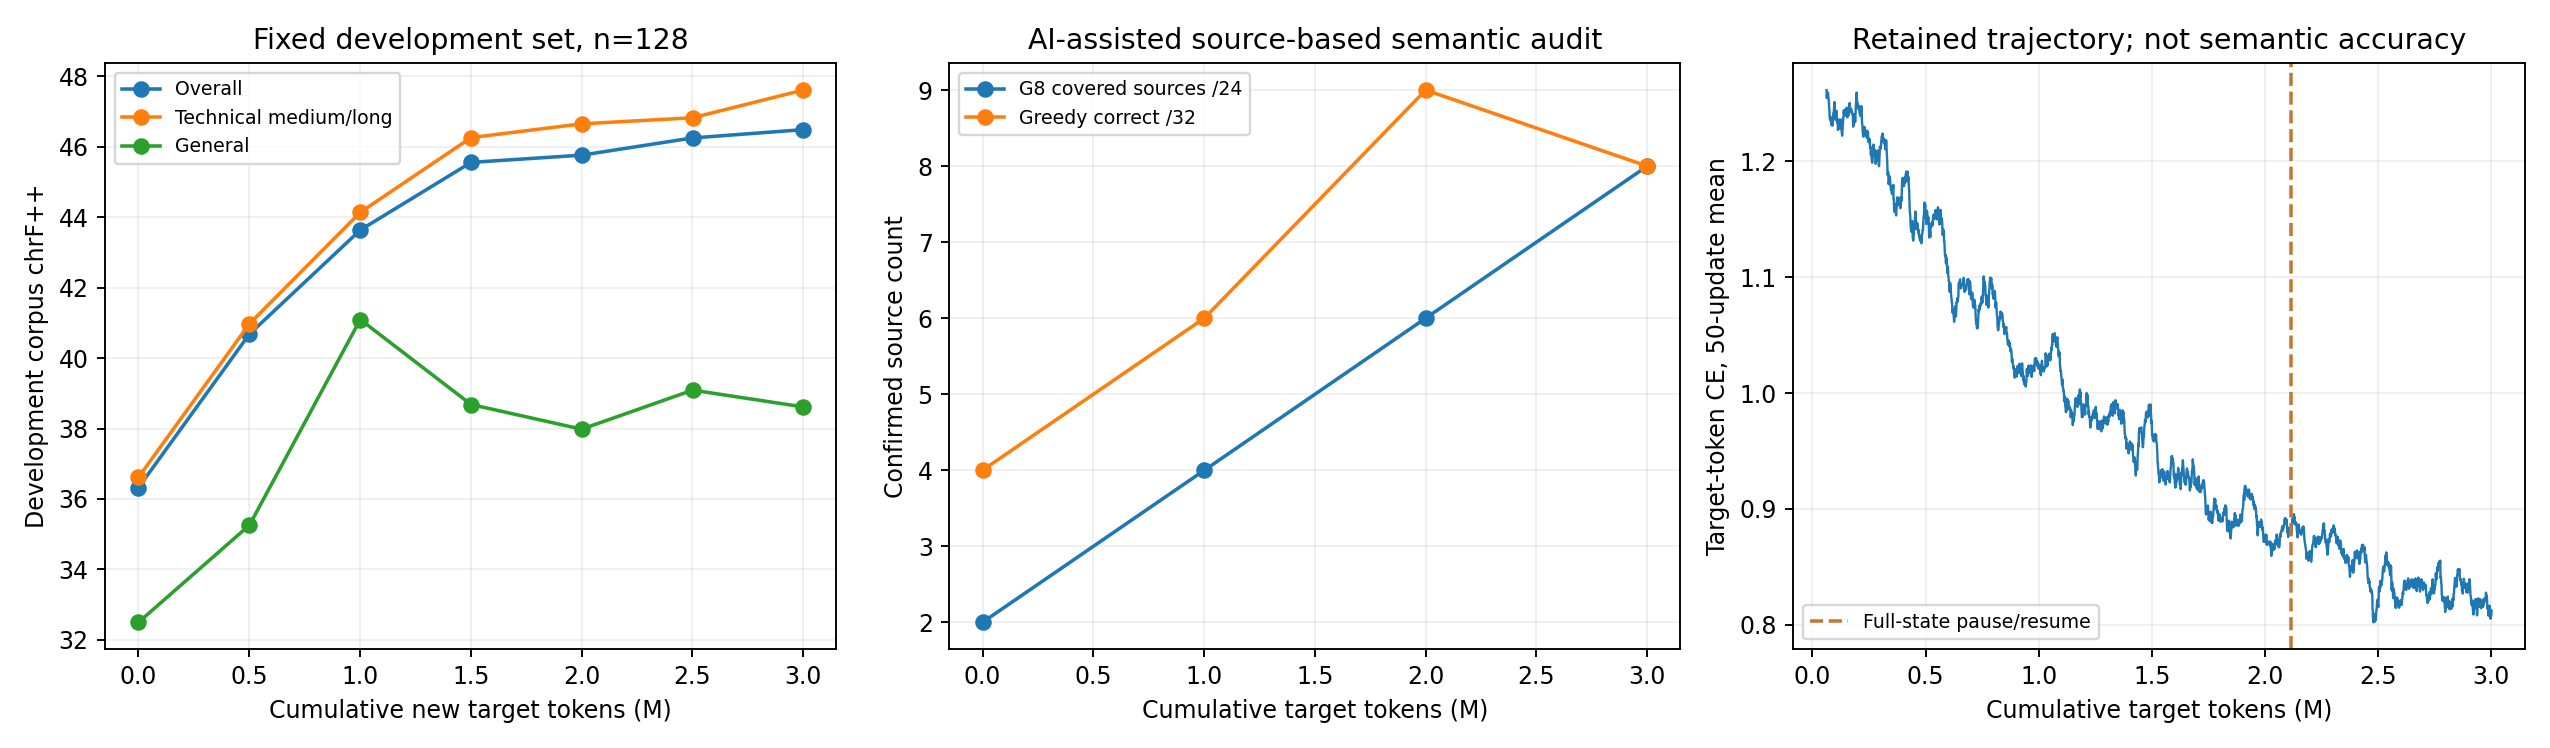 Fixed development set, n=128
Overall
Technical medium/long
General
Development corpus chrF++
48
46
44
42
40
38
36
34
32
0.0 0.5 1.0 1.5 2.0 2.5 3.0
Cumulative new target tokens (M)
AI-assisted source-based semantic audit
G8 covered sources /24
Greedy correct /32
Confirmed source count
9
8
7
6
5
4
3
2
0.0 0.5 1.0 1.5 2.0 2.5 3.0
Cumulative target tokens (M)
Retained trajectory; not semantic accuracy
Target-token CE, 50-update mean
1.2
1.1
1.0
0.9
0.8
Full-state pause/resume
0.0 0.5 1.0 1.5 2.0 2.5 3.0
Cumulative target tokens (M)